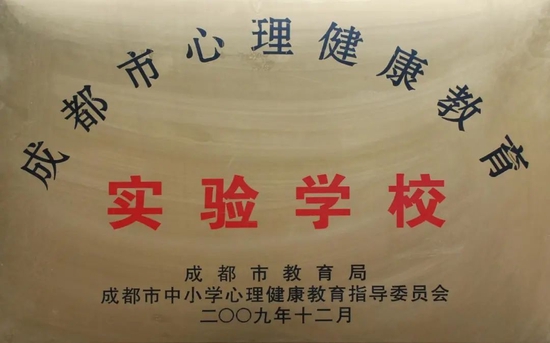 成都市心理健康教育
实验学校
成都市教育局
成都市中小学心理健康教育指导委员会
二〇〇九年十二月